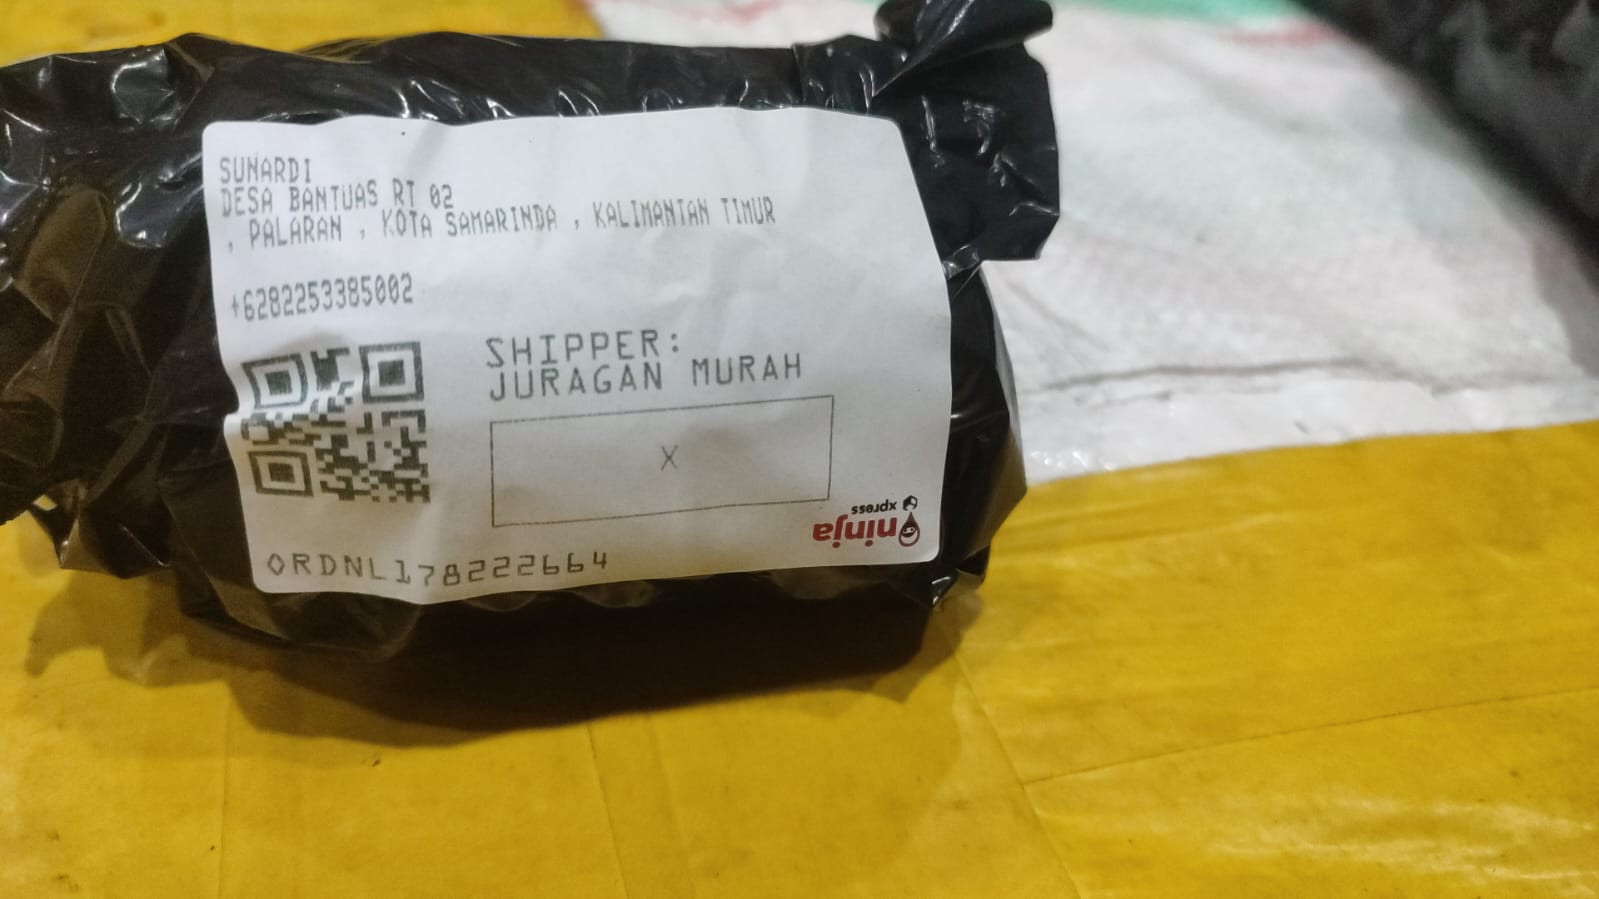 SUNARDI
DESA BANTUAS RT 02
, PALARAN , KOTA SAMARINDA , KALIMANTAN TIMUR
+6282253385002
SHIPPER:
JURAGAN MURAH
X
ninja
xpress
ORDNL178222664